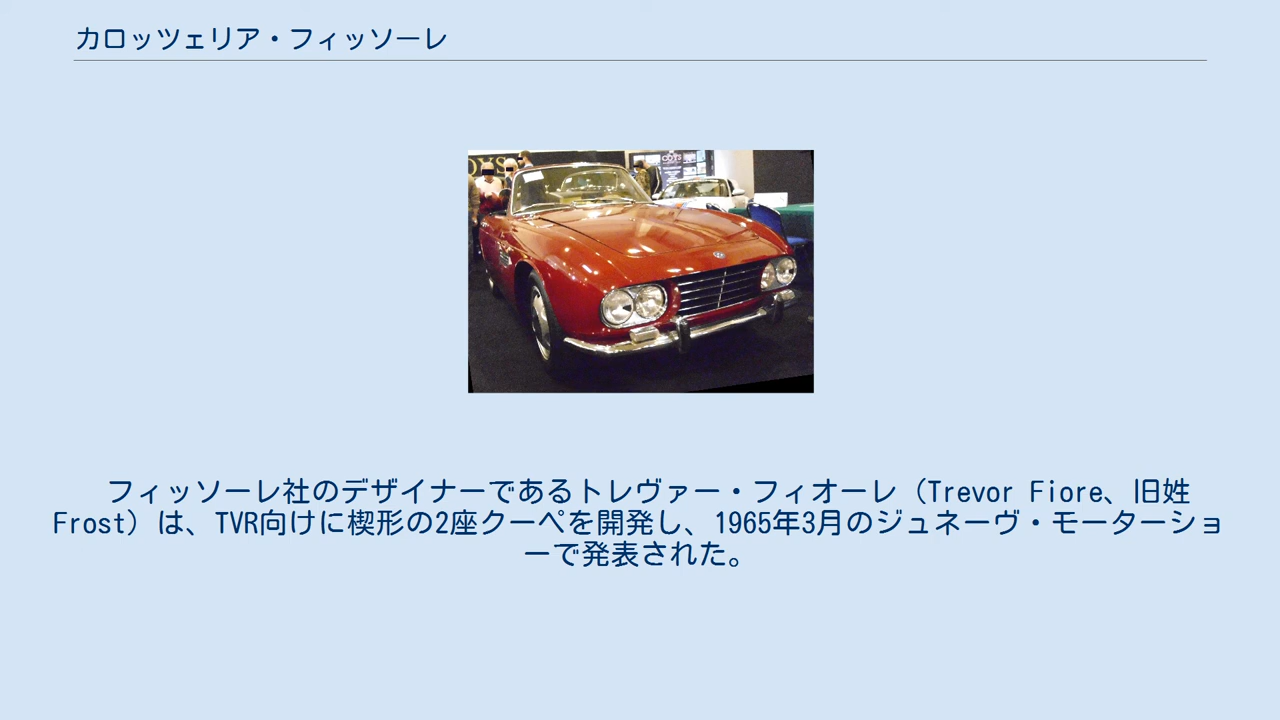 カロッツェリア・フィッソーレ
COYS
フィッソーレ社のデザイナーであるトレヴァー・フィオーレ（Trevor Fiore、旧姓
Frost）は、TVR向けに楔形の2座クーペを開発し、1965年3月のジュネーヴ・モーターショ
ーで発表された。